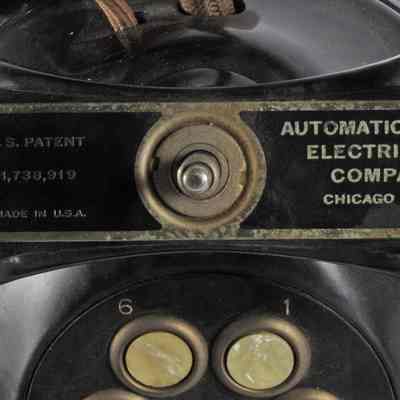 S. PATENT
1,738,919
MADE IN U.S.A.
AUTOMATIC
ELECTRI
COMPA
CHICAGO
6 1